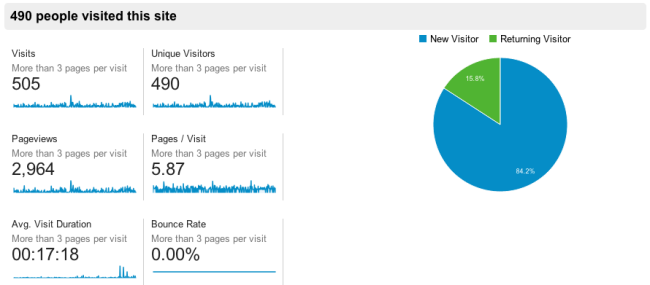 490 people visited this site
New Visitor
Returning Visitor
Visits
More than 3 pages per visit
505
Unique Visitors
More than 3 pages per visit
490
15.8%
84.2%
Pageviews
More than 3 pages per visit
2,964
Pages / Visit
More than 3 pages per visit
5.87
Avg. Visit Duration
More than 3 pages per visit
00:17:18
Bounce Rate
More than 3 pages per visit
0.00%